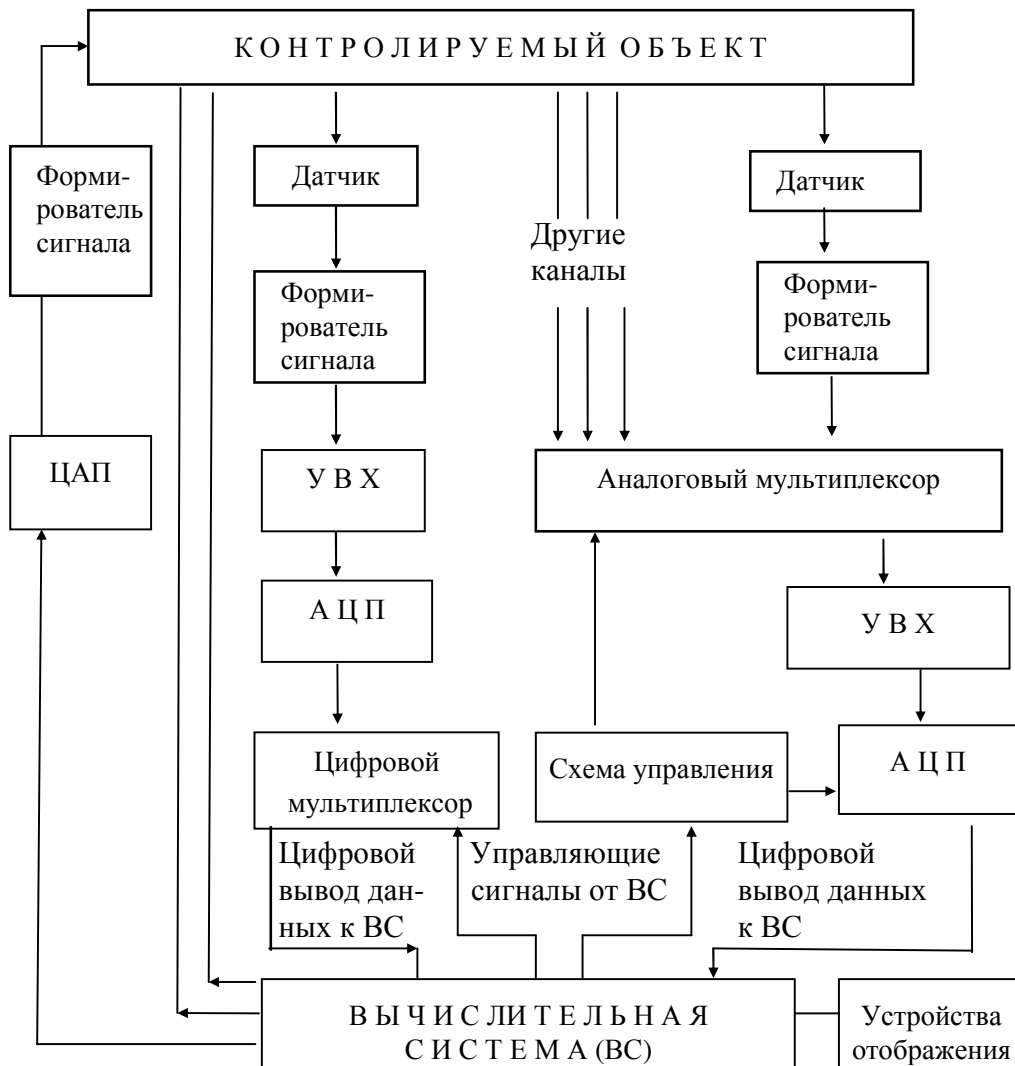 К О Н Т Р О Л И Р У Е М Ы Й О Б Ъ Е К Т
Форми-
рователь
сигнала
Датчик
Другие
каналы
Датчик
Форми-
рователь
сигнала
Форми-
рователь
сигнала
ЦАП
У В Х
Аналоговый мультиплексор
А Ц П
У В Х
Цифровой
мультиплексор
Схема управления
А Ц П
Цифровой
вывод дан-
ных к ВС
Управляющие
сигналы от ВС
Цифровой
вывод данных
к ВС
В Ы Ч И С Л И Т Е Л Ь Н А Я
С И С Т Е М А (ВС)
Устройства
отображения